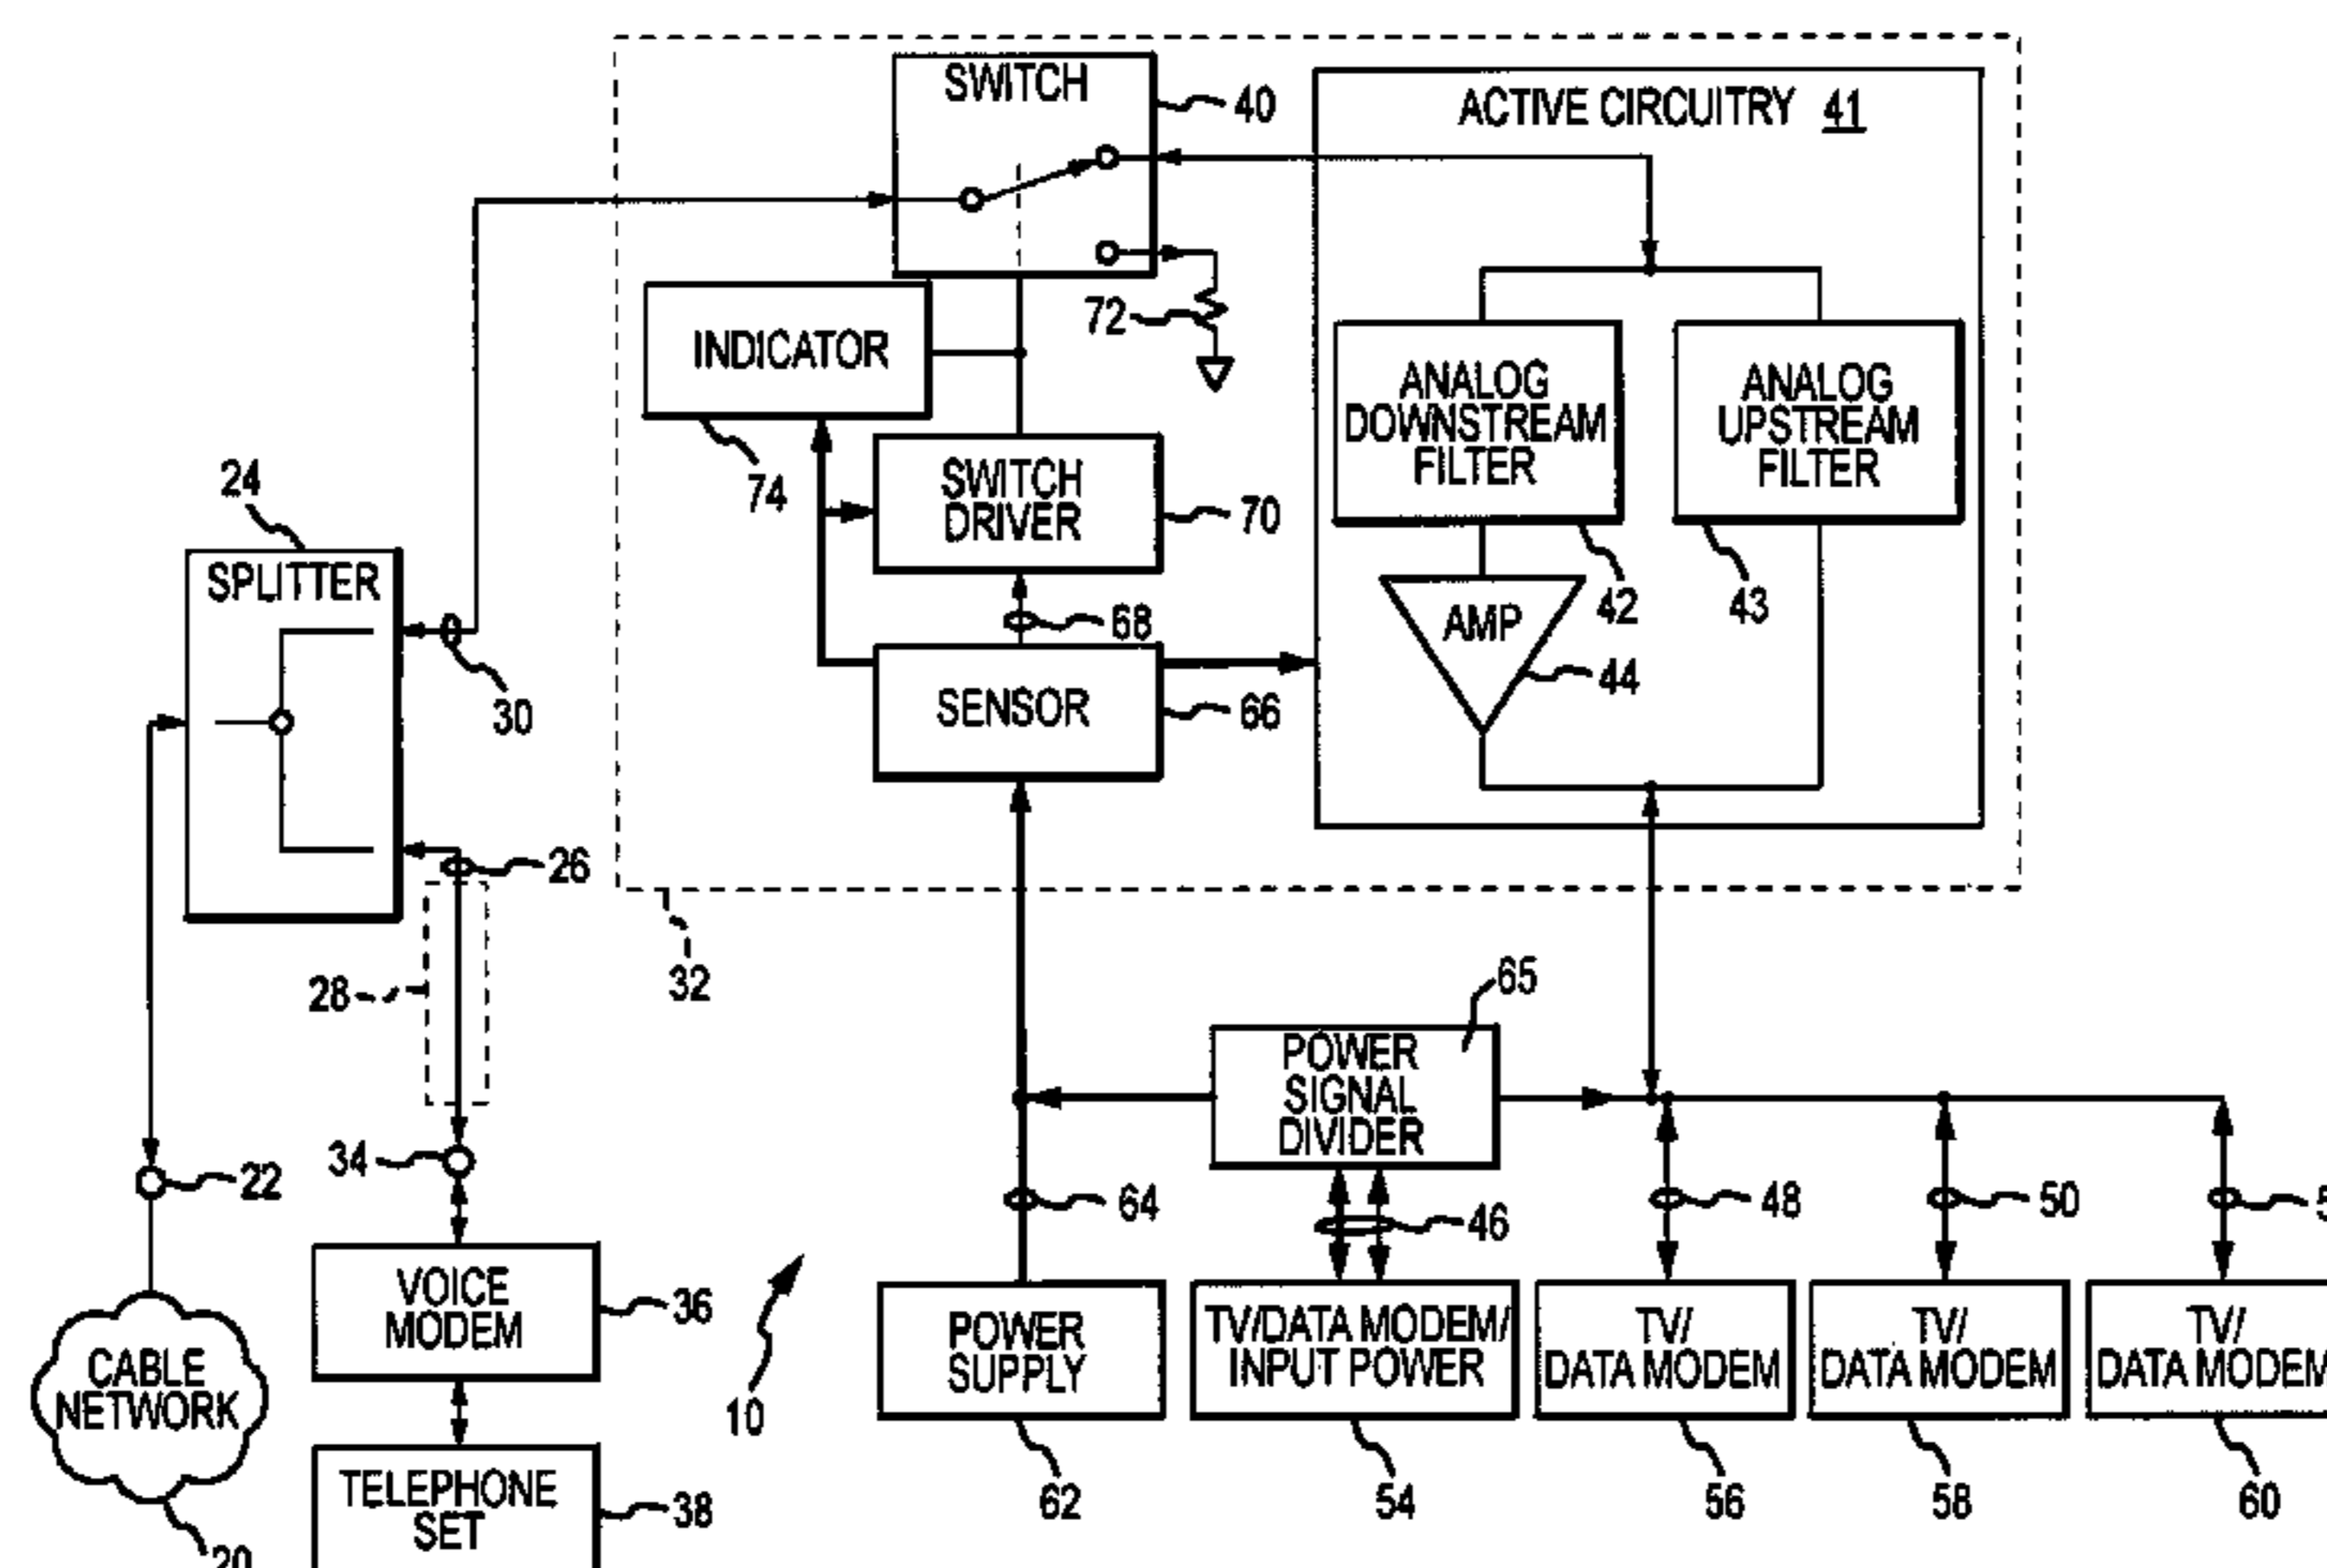 SWITCH
40
ACTIVE CIRCUITRY 41
72
INDICATOR
74
ANALOG
DOWNSTREAM
FILTER
42
ANALOG
UPSTREAM
FILTER
43
SWITCH
DRIVER
70
AMP
44
68
SENSOR
66
24
SPLITTER
30
26
28
32
34
22
65
POWER
SIGNAL
DIVIDER
64
46
48
50
VOICE
MODEM
36
10
CABLE
NETWORK
20
TELEPHONE
SET
38
POWER
SUPPLY
62
TV/DATA MODEM/
INPUT POWER
54
TV/
DATA MODEM
56
TV/
DATA MODEM
58
TV/
DATA MODEM
60